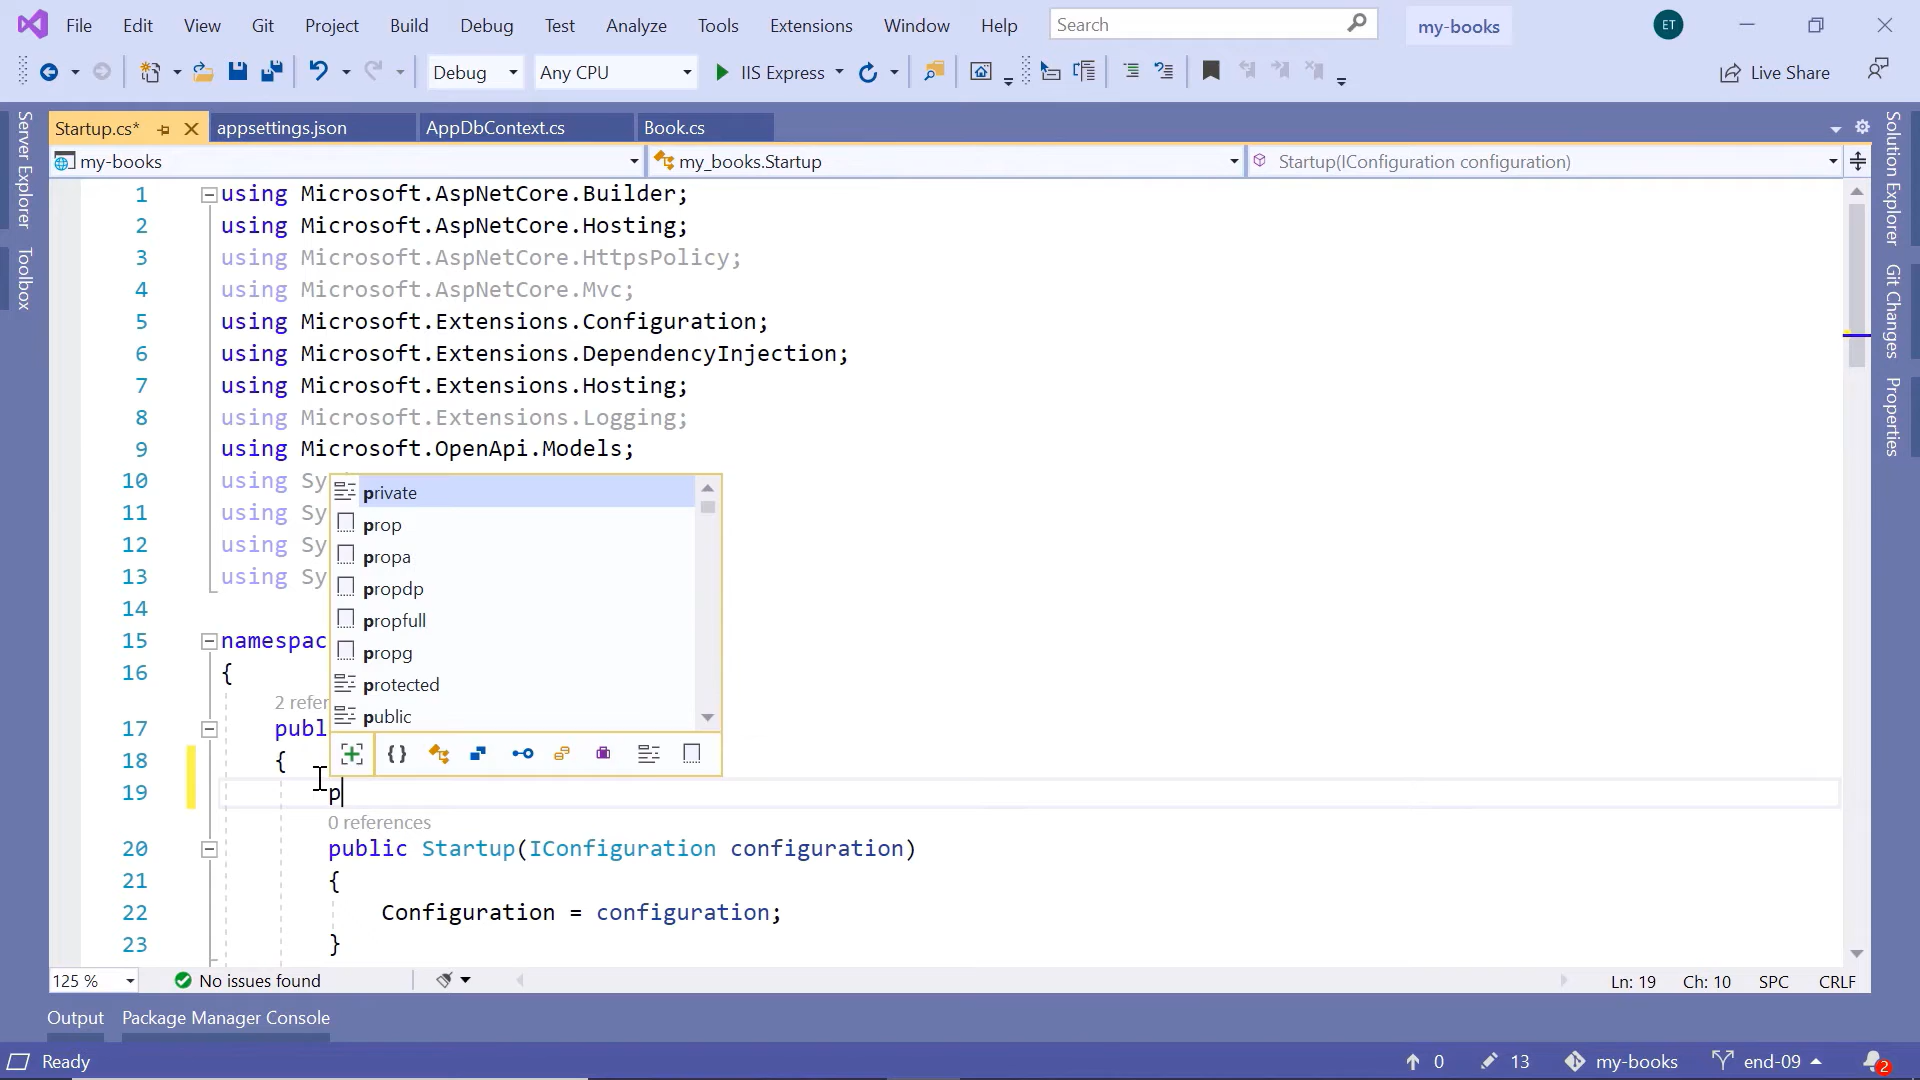 File Edit View Git Project Build Debug Test Analyze Tools Extensions Window Help Search my-books ET
Debug Any CPU IIS Express Live Share
Startup.cs* appsettings.json AppDbContext.cs Book.cs
my-books my_books.Startup Startup(IConfiguration configuration)
Server Explorer
Toolbox
Solution Explorer
Git Changes
Properties
1 using Microsoft.AspNetCore.Builder;
2 using Microsoft.AspNetCore.Hosting;
3 using Microsoft.AspNetCore.HttpsPolicy;
4 using Microsoft.AspNetCore.Mvc;
5 using Microsoft.Extensions.Configuration;
6 using Microsoft.Extensions.DependencyInjection;
7 using Microsoft.Extensions.Hosting;
8 using Microsoft.Extensions.Logging;
9 using Microsoft.OpenApi.Models;
10 using Sy
11 using Sy
12 using Sy
13 using Sy
14
15 namespac
16 {
2 refer
17 publ
18 {
19 p
private
prop
propa
propdp
propfull
propg
protected
public
{}
0 references
20 public Startup(IConfiguration configuration)
21 {
22 Configuration = configuration;
23 }
125 % No issues found Ln: 19 Ch: 10 SPC CRLF
Output Package Manager Console
Ready 0 13 my-books end-09 2